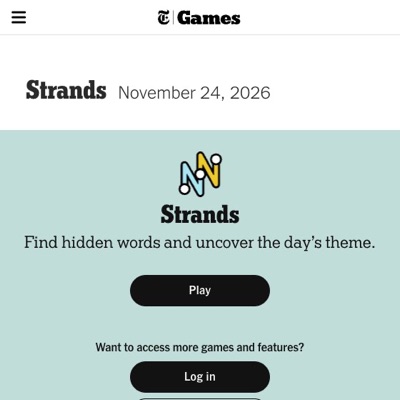 T Games
Strands November 24, 2026
Strands
Find hidden words and uncover the day's theme.
Play
Want to access more games and features?
Log in